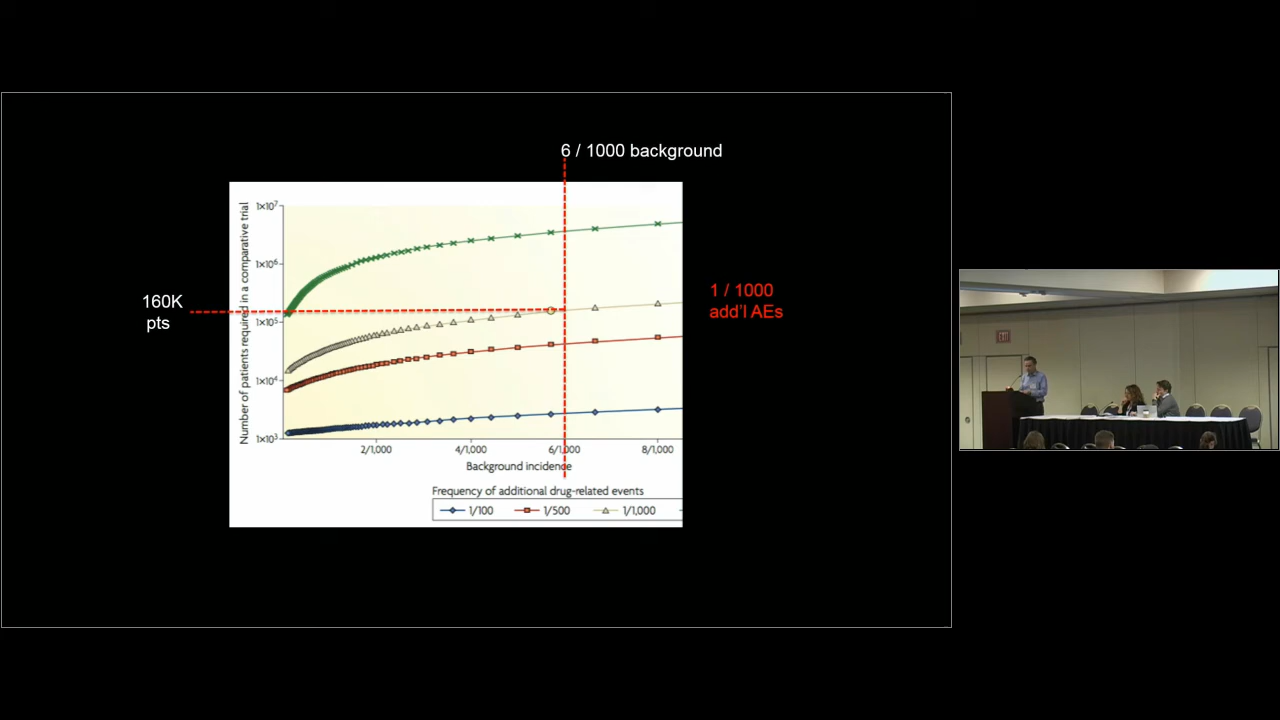 6 / 1000 background
160K
pts
1 / 1000
add'l AEs
Number of patients required in a comparative trial
1×10⁷
1×10⁶
1×10⁵
1×10⁴
1×10³
2/1,000
4/1,000
6/1,000
8/1,000
Background incidence
Frequency of additional drug-related events
1/100
1/500
1/1,000